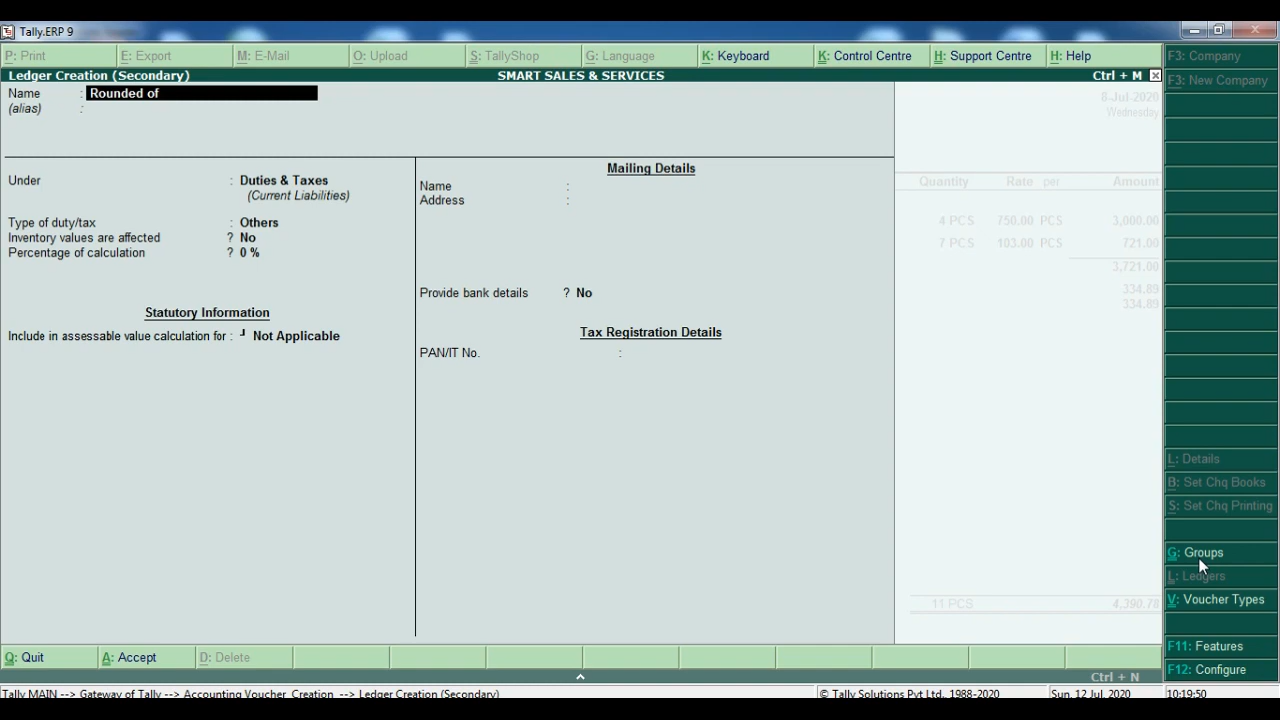 Tally.ERP 9
P: Print E: Export M: E-Mail O: Upload S: TallyShop G: Language K: Keyboard K: Control Centre H: Support Centre H: Help
F3: Company
Ledger Creation (Secondary) SMART SALES & SERVICES Ctrl + M
F3: New Company
Name : Rounded of
(alias) :
8-Jul-2020
Wednesday
Mailing Details
Under : Duties & Taxes
(Current Liabilities)
Name :
Address :
Quantity Rate per Amount
Type of duty/tax : Others
Inventory values are affected ? No
Percentage of calculation ? 0 %
4 PCS 750.00 PCS 3,000.00
7 PCS 103.00 PCS 721.00
3,721.00
Provide bank details ? No
334.89
334.89
Statutory Information
Include in assessable value calculation for : Not Applicable
Tax Registration Details
PAN/IT No. :
L: Details
B: Set Chq Books
S: Set Chq Printing
G: Groups
L: Ledgers
V: Voucher Types
11 PCS 4,390.78
F11: Features
F12: Configure
Q: Quit A: Accept D: Delete
Ctrl + N
Tally MAIN --> Gateway of Tally --> Accounting Voucher Creation --> Ledger Creation (Secondary) © Tally Solutions Pvt Ltd., 1988-2020 Sun, 12 Jul, 2020 10:19:50